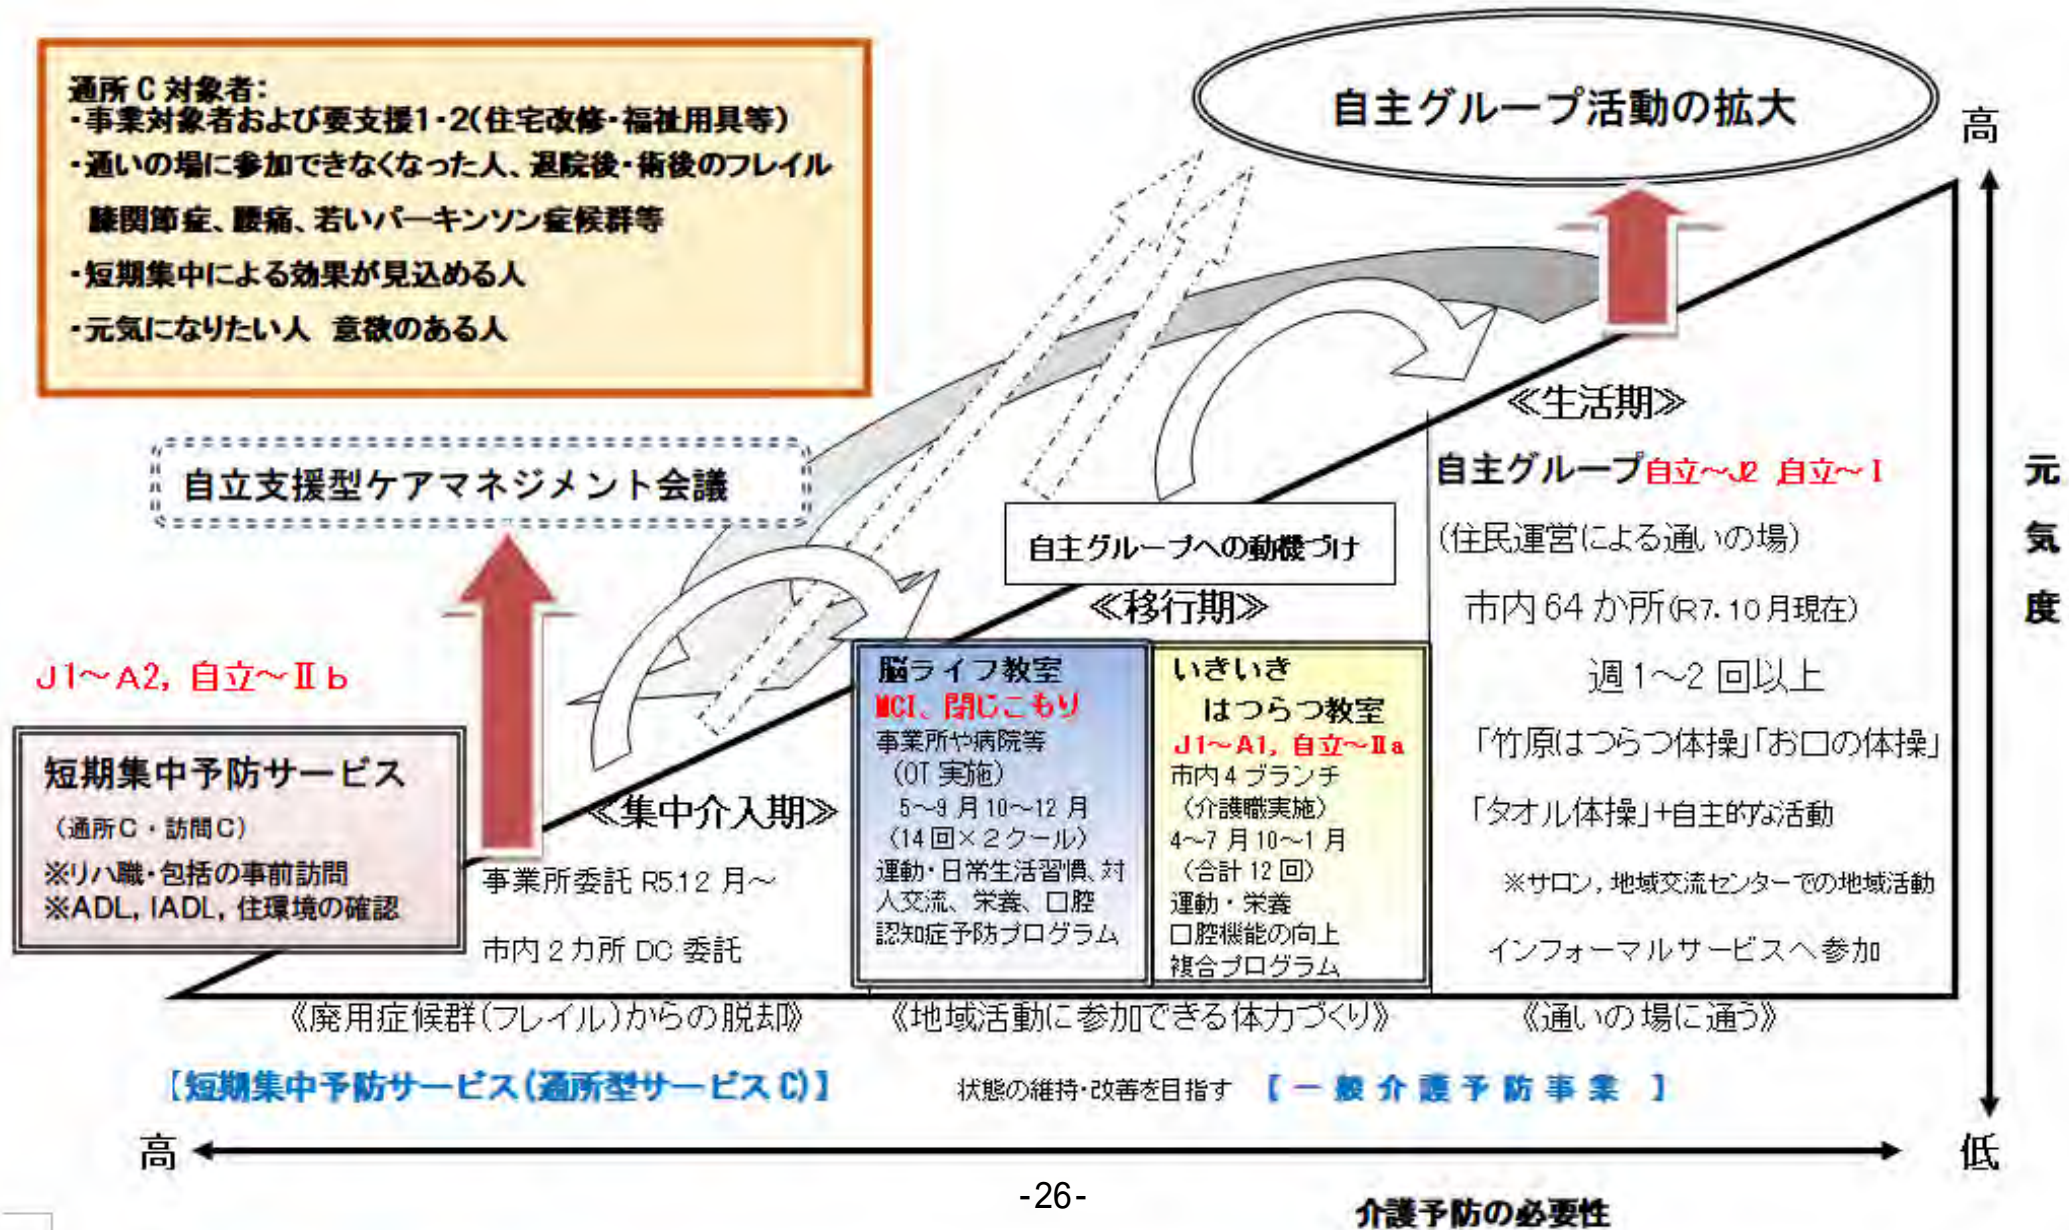 通所C対象者：
・事業対象者および要支援1・2(住宅改修・福祉用具等)
・通いの場に参加できなくなった人、退院後・術後のフレイル
膝関節症、腰痛、若いパーキンソン症候群等
・短期集中による効果が見込める人
・元気になりたい人　意欲のある人
自主グループ活動の拡大
高
元気度
自立支援型ケアマネジメント会議
J1～A2, 自立～Ⅱb
短期集中予防サービス
（通所C・訪問C）
※リハ職・包括の事前訪問
※ADL, IADL, 住環境の確認
≪集中介入期≫
事業所委託 R5.12月～
市内2カ所 DC 委託
自主グループへの動機づけ
≪移行期≫
脳ライフ教室
MCI、閉じこもり
事業所や病院等
（OT 実施）
5～9月10～12月
（14回×2クール）
運動・日常生活習慣、対
人交流、栄養、口腔
認知症予防プログラム
いきいき
はつらつ教室
J1～A1, 自立～Ⅱa
市内4ブランチ
（介護職実施）
4～7月10～1月
（合計12回）
運動・栄養
口腔機能の向上
複合プログラム
≪生活期≫
自主グループ自立～J2 ,自立～Ⅰ
（住民運営による通いの場）
市内64か所(R7.10月現在)
週1～2回以上
「竹原はつらつ体操」「お口の体操」
「タオル体操」+自主的な活動
※サロン, 地域交流センターでの地域活動
インフォーマルサービスへ参加
《廃用症候群(フレイル)からの脱却》
《地域活動に参加できる体力づくり》
《通いの場に通う》
【短期集中予防サービス(通所型サービスC)】
状態の維持・改善を目指す 【一般介護予防事業】
高
低
-26-
介護予防の必要性